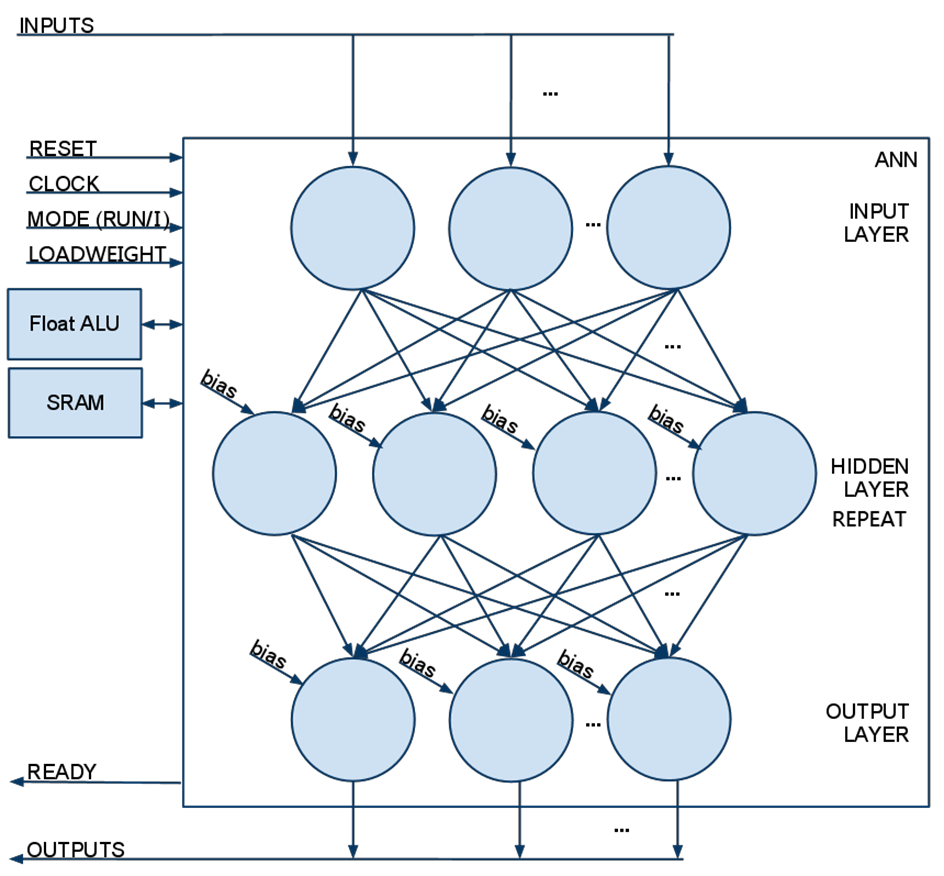 INPUTS
...
RESET
ANN
CLOCK
MODE (RUN/I)
INPUT
LAYER
...
LOADWEIGHT
Float ALU
...
SRAM
bias
bias
bias
bias
HIDDEN
LAYER
...
REPEAT
...
bias
bias
bias
OUTPUT
LAYER
...
READY
...
OUTPUTS